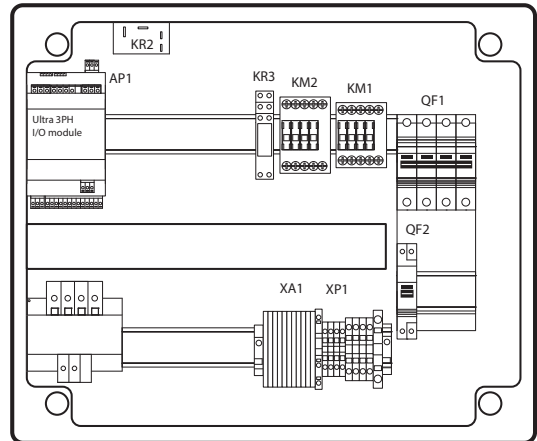 KR2
AP1
KR3
KM2
KM1
QF1
Ultra 3PH
I/O module
QF2
XA1
XP1